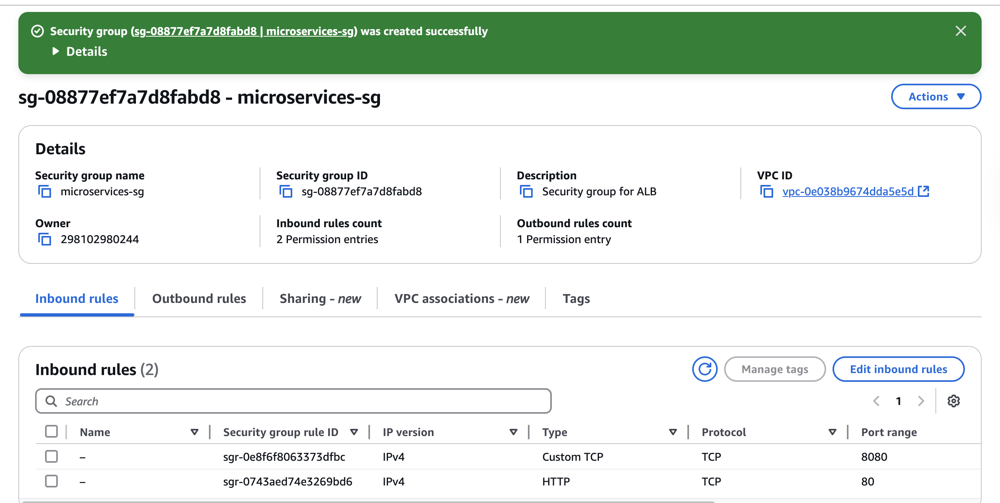 Security group (sg-08877ef7a7d8fabd8 | microservices-sg) was created successfully
Details
sg-08877ef7a7d8fabd8 - microservices-sg
Actions
Details
Security group name
microservices-sg
Security group ID
sg-08877ef7a7d8fabd8
Description
Security group for ALB
VPC ID
vpc-0e038b9674dda5e5d
Owner
298102980244
Inbound rules count
2 Permission entries
Outbound rules count
1 Permission entry
Inbound rules Outbound rules Sharing - new VPC associations - new Tags
Inbound rules (2)
Manage tags
Edit inbound rules
Search
1
Name Security group rule ID IP version Type Protocol Port range
– sgr-0e8f6f8063373dfbc IPv4 Custom TCP TCP 8080
– sgr-0743aed74e3269bd6 IPv4 HTTP TCP 80